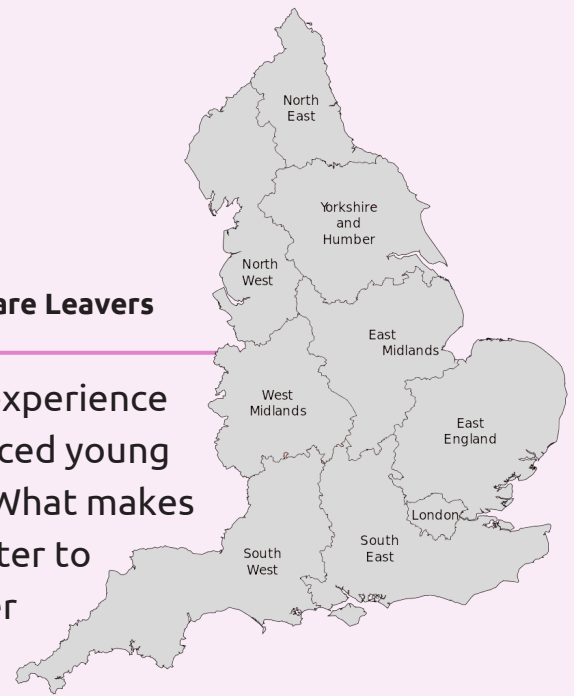 North
East
Yorkshire
and
Humber
North
West
are Leavers
East
Midlands
xperience
West
Midlands
ced young
East
England
What makes
London
ter to
South
East
South
West
r